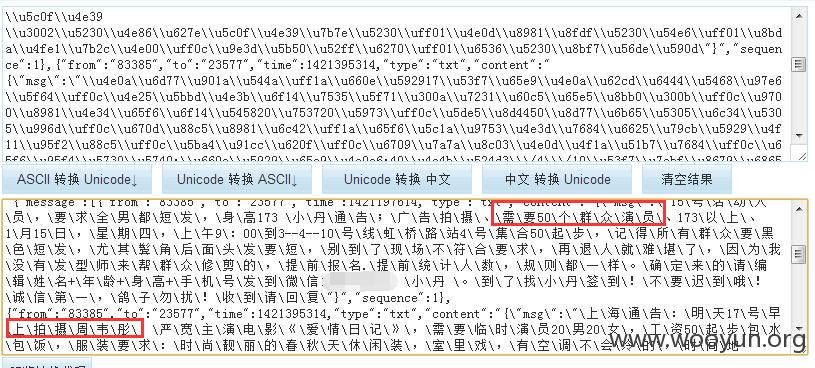 \\u5c0f\\u4e39
\\u3002\\u5230\\u4e86\\u627e\\u5c0f\\u4e39\\u7b7e\\u5230\\uff01\\u4e0d\\u8981\\u8fdf\\u5230\\u54e6\\uff01\\u8bda
\\u4fe1\\u7b2c\\u4e00\\uff0c\\u9e3d\\u5b50\\u52ff\\u6270\\uff01\\u6536\\u5230\\u8bf7\\u56de\\u590d\"}","sequence":1},{"from":"83385","to":"23577","time":1421395314,"type":"txt","content":"
{\"msg\":\"\\u4e0a\\u6d77\\u901a\\u544a\\uff1a\\u660e\\u592917\\u53f7\\u65e9\\u4e0a\\u62cd\\u6444\\u5468\\u97e6
\\u5f64\\uff0c\\u4e25\\u5bbd\\u4e3b\\u6f14\\u7535\\u5f71\\u300a\\u7231\\u60c5\\u65e5\\u8bb0\\u300b\\uff0c\\u970
0\\u8981\\u4e34\\u65f6\\u6f14\\u545820\\u753720\\u5973\\uff0c\\u5de5\\u8d4450\\u8d77\\u6b65\\u5305\\u6c34\\u530
5\\u996d\\uff0c\\u670d\\u88c5\\u8981\\u6c42\\uff1a\\u65f6\\u5c1a\\u9753\\u4e3d\\u7684\\u6625\\u79cb\\u5929\\u4f
11\\u95f2\\u88c5\\uff0c\\u5ba4\\u91cc\\u620f\\uff0c\\u6709\\u7a7a\\u8c03\\u4e0d\\u4f1a\\u51b7\\u7684\\uff0c\\u6
ASCII 转换 Unicode↓
Unicode 转换 ASCII↓
Unicode 转换 中文
中文 转换 Unicode
清空结果
{"message":[{"from":"83385","to":"23577","time":1421197614,"type":"txt","content":"{\"msg\":\"15\号\名\动\人
\员\，\要\求\全\男\都\短\发\，\身\高173 \小\丹\通\告\；\广\告\拍\摄\、\需\要50\个\群\众\演\员\、173\以\上\、
1\月15\日\，\星\期\四\，\上\午9\：00\到3--4--10\号\线\虹\桥\路\站4\号\集\合50\起\步\，\记\得\所\有\群\众\要\黑
\色\短\发\，\尤\其\鬓\角\后\面\头\发\要\短\，\别\到\了\现\场\不\符\合\要\求\，\再\退\人\就\难\堪\了\，\因\为\我
\没\有\发\型\师\来\帮\群\众\修\剪\的\，\提\前\报\名\．\提\前\统\计\人\数\，\规\则\都\一\样\。\确\定\来\的\请\编
\辑\姓\名+\年\龄+\身\高+\手\机\号\发\到\微\信\
\小\丹 \。\到\了\找\小\丹\签\到\！\不\要\迟\到\哦\！
\诚\信\第\一\，\鸽\子\勿\扰\！\收\到\请\回\复\"}","sequence":1},
{"from":"83385","to":"23577","time":1421395314,"type":"txt","content":"{\"msg\":\"\上\海\通\告\：\明\天17\号\早
\上\拍\摄\周\韦\彤\，\严\宽\主\演\电\影\《\爱\情\日\记\》\，\需\要\临\时\演\员20\男20\女\，\工\资50\起\步\包\水
\包\饭\，\服\装\要\求\：\时\尚\靓\丽\的\春\秋\天\休\闲\装\，\室\里\戏\，\有\空\调\不\会\冷\的\
www.wooyun.org